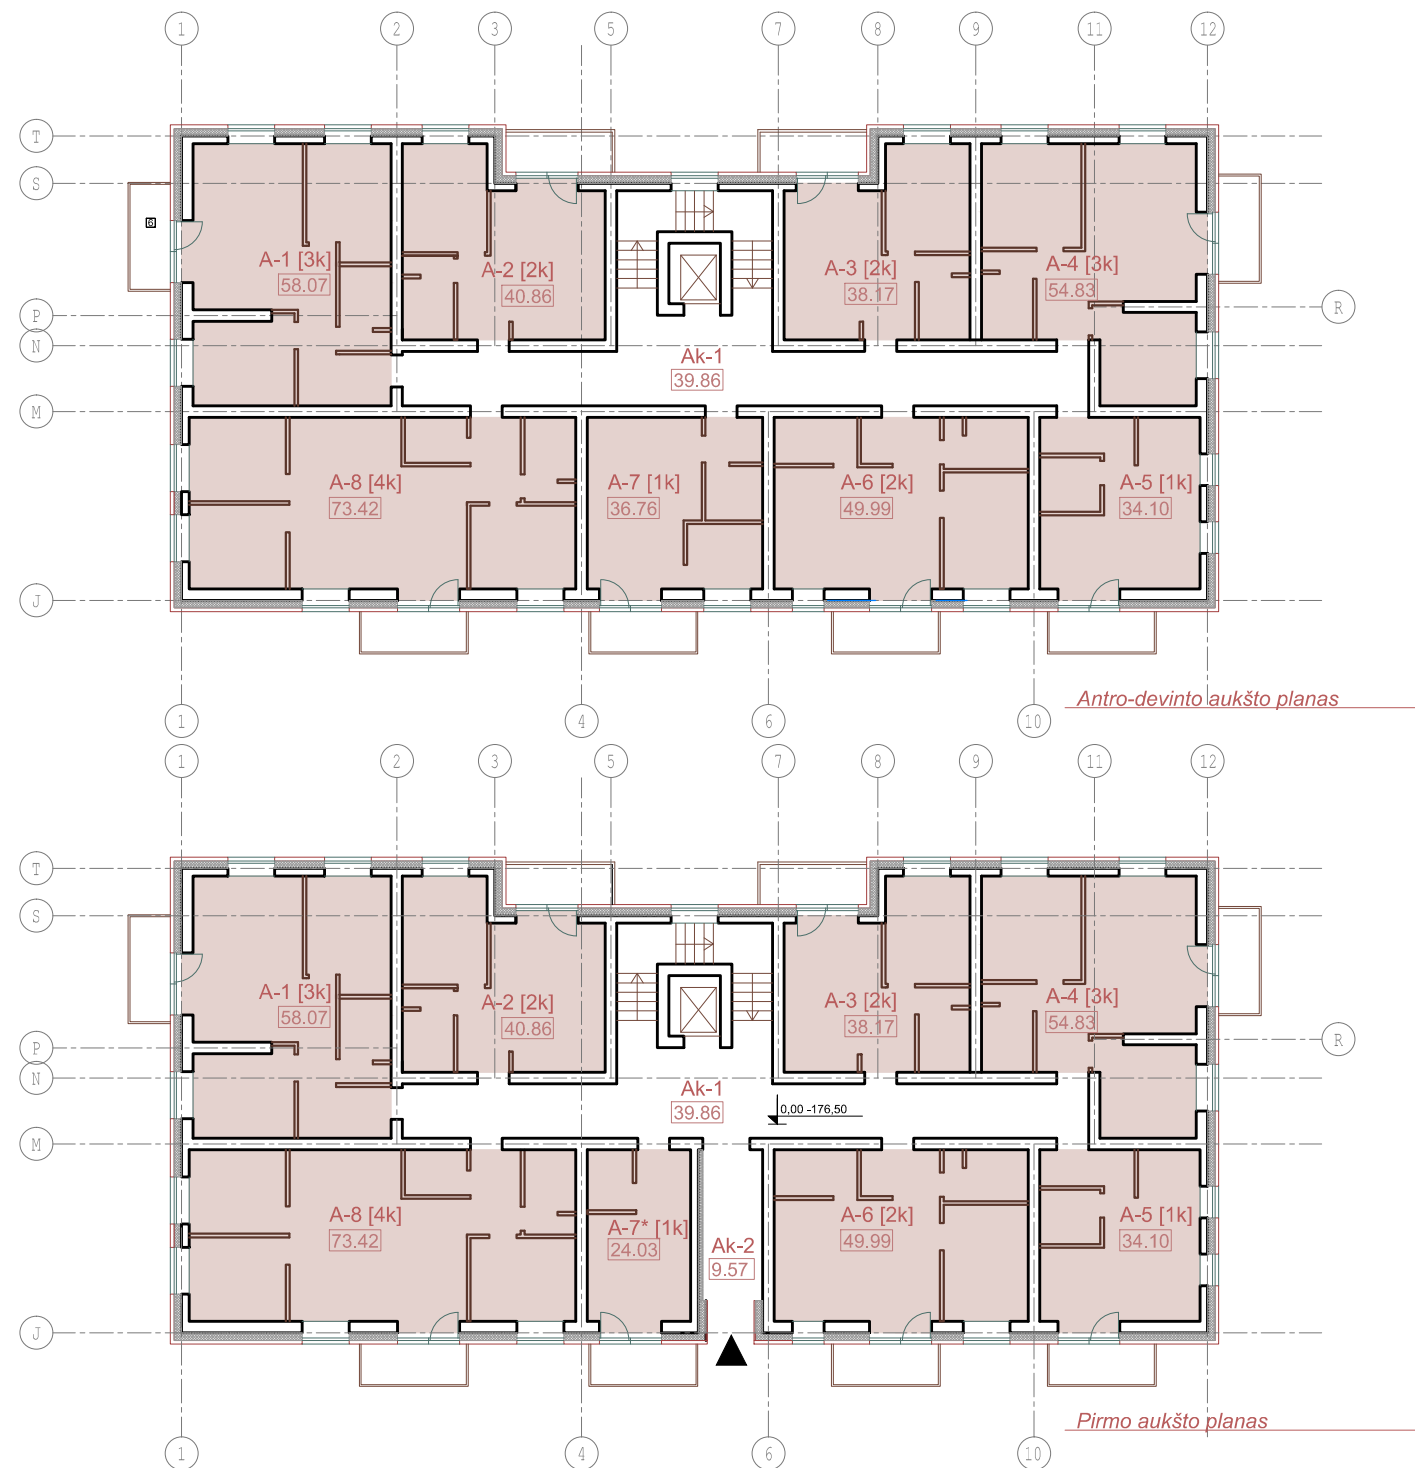 1 2 3 5 7 8 9 11 12
T
S
6
A-1 [3k]
58.07
A-2 [2k]
40.86
A-3 [2k]
38.17
A-4 [3k]
54.83
P
R
N
Ak-1
39.86
M
A-8 [4k]
73.42
A-7 [1k]
36.76
A-6 [2k]
49.99
A-5 [1k]
34.10
J
Antro-devinto aukšto planas
1 4 6 10
1 2 3 5 7 8 9 11 12
T
S
A-1 [3k]
58.07
A-2 [2k]
40.86
A-3 [2k]
38.17
A-4 [3k]
54.83
P
R
N
Ak-1
39.86
0,00 -176,50
M
A-8 [4k]
73.42
A-7* [1k]
24.03
Ak-2
9.57
A-6 [2k]
49.99
A-5 [1k]
34.10
J
Pirmo aukšto planas
1 4 6 10